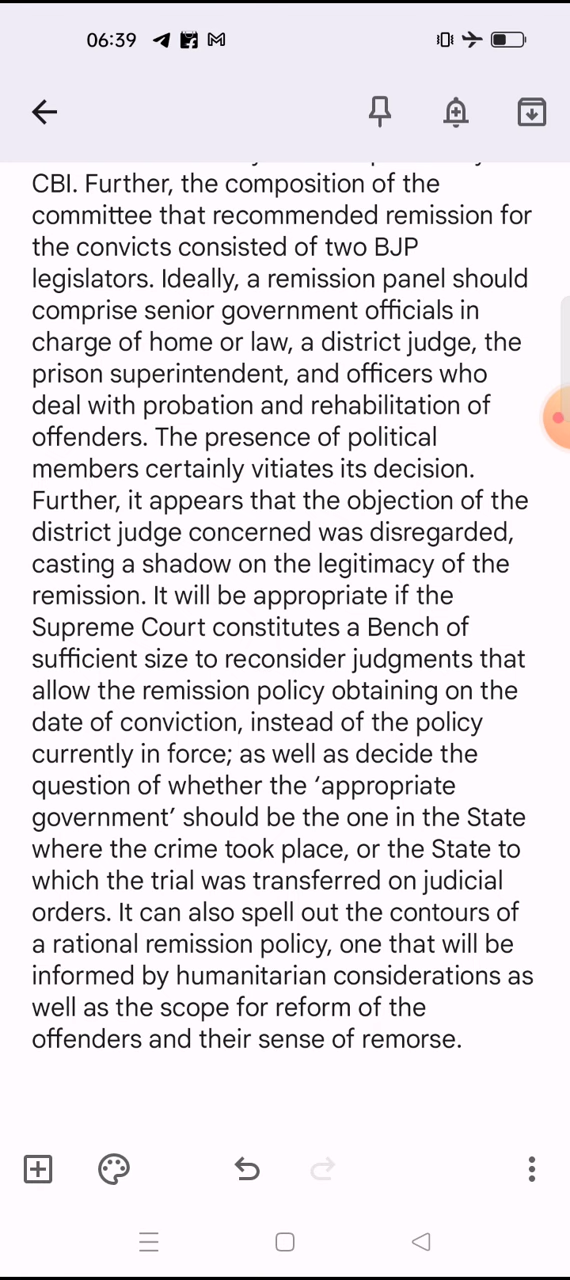 06:39
CBI. Further, the composition of the
committee that recommended remission for
the convicts consisted of two BJP
legislators. Ideally, a remission panel should
comprise senior government officials in
charge of home or law, a district judge, the
prison superintendent, and officers who
deal with probation and rehabilitation of
offenders. The presence of political
members certainly vitiates its decision.
Further, it appears that the objection of the
district judge concerned was disregarded,
casting a shadow on the legitimacy of the
remission. It will be appropriate if the
Supreme Court constitutes a Bench of
sufficient size to reconsider judgments that
allow the remission policy obtaining on the
date of conviction, instead of the policy
currently in force; as well as decide the
question of whether the ‘appropriate
government’ should be the one in the State
where the crime took place, or the State to
which the trial was transferred on judicial
orders. It can also spell out the contours of
a rational remission policy, one that will be
informed by humanitarian considerations as
well as the scope for reform of the
offenders and their sense of remorse.